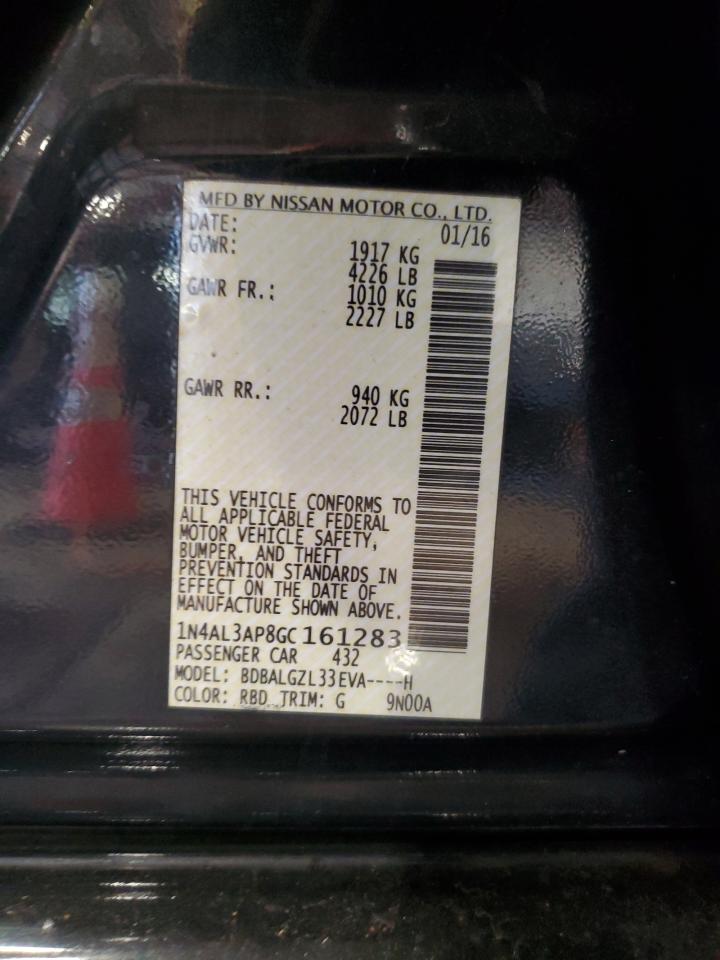 MFD BY NISSAN MOTOR CO., LTD.
DATE: 01/16
GVWR: 1917 KG
4226 LB
GAWR FR.: 1010 KG
2227 LB
GAWR RR.: 940 KG
2072 LB
THIS VEHICLE CONFORMS TO
ALL APPLICABLE FEDERAL
MOTOR VEHICLE SAFETY,
BUMPER, AND THEFT
PREVENTION STANDARDS IN
EFFECT ON THE DATE OF
MANUFACTURE SHOWN ABOVE.
1N4AL3AP8GC161283
PASSENGER CAR 432
MODEL: BDBALGZL33EVA----H
COLOR: RBD TRIM: G 9N00A